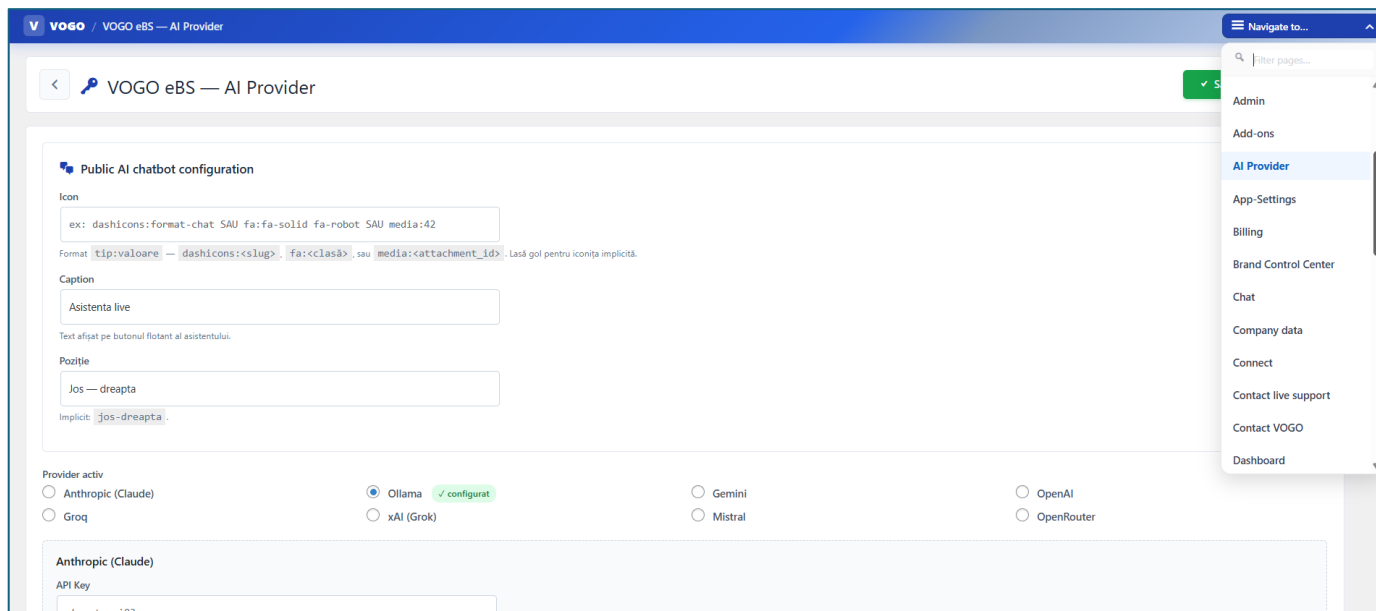 V VOGO / VOGO eBS — AI Provider
Navigate to...
Filter pages...
VOGO eBS — AI Provider
Admin
Add-ons
AI Provider
App-Settings
Billing
Brand Control Center
Chat
Company data
Connect
Contact live support
Contact VOGO
Dashboard
Public AI chatbot configuration
Icon
ex: dashicons:format-chat SAU fa:fa-solid fa-robot SAU media:42
Format tip:valoare — dashicons:<slug>, fa:<clasă>, sau media:<attachment_id>. Lasă gol pentru iconița implicită.
Caption
Asistenta live
Text afișat pe butonul flotant al asistentului.
Poziție
Jos — dreapta
Implicit: jos-dreapta.
Provider activ
Anthropic (Claude) Ollama ✓ configurat Gemini OpenAI
Groq xAI (Grok) Mistral OpenRouter
Anthropic (Claude)
API Key